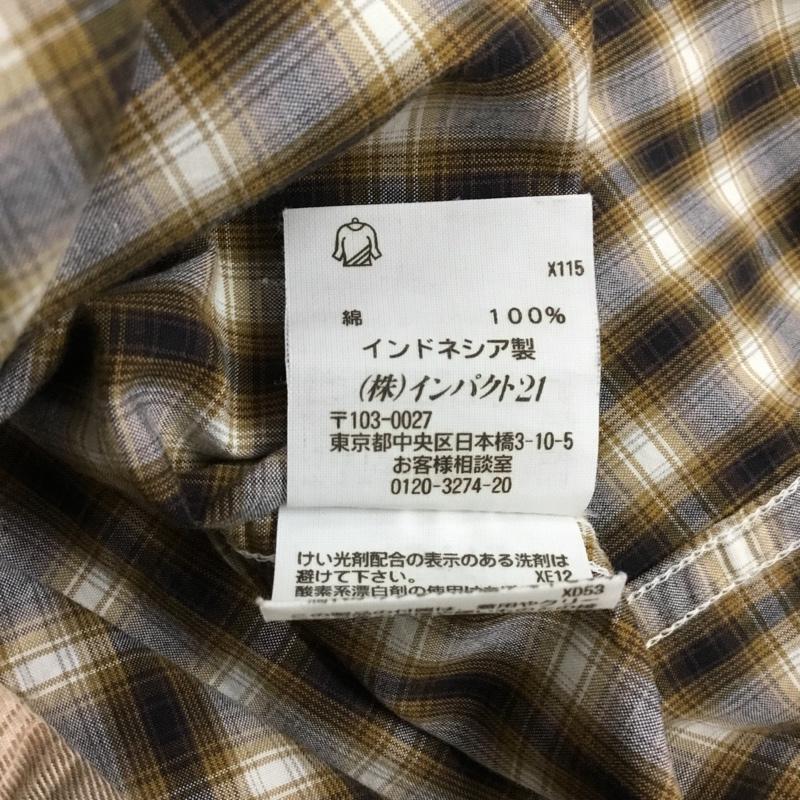 X115
綿 100%
インドネシア製
(株)インパクト21
〒103-0027
東京都中央区日本橋3-10-5
お客様相談室
0120-3274-20
けい光剤配合の表示のある洗剤は
避けて下さい。 XE12
酸素系漂白剤の使用は
XD53